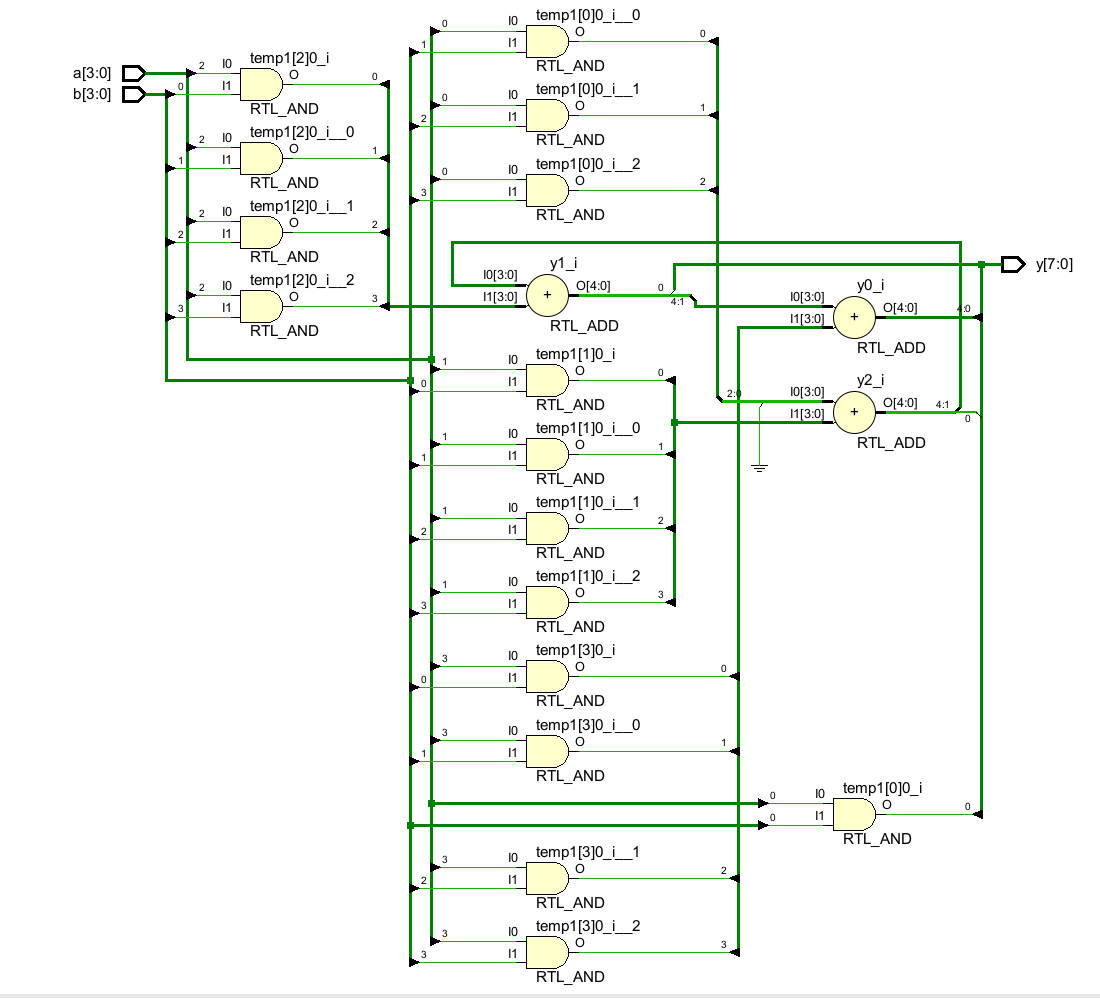 a[3:0]
b[3:0]
2
I0
temp1[2]0_i
O
0
0
I1
RTL_AND
2
I0
temp1[2]0_i__0
O
1
1
I1
RTL_AND
2
I0
temp1[2]0_i__1
O
2
2
I1
RTL_AND
2
I0
temp1[2]0_i__2
O
3
3
I1
RTL_AND
0
I0
temp1[0]0_i__0
O
0
1
I1
RTL_AND
0
I0
temp1[0]0_i__1
O
1
2
I1
RTL_AND
0
I0
temp1[0]0_i__2
O
2
3
I1
RTL_AND
y1_i
I0[3:0]
I1[3:0]
O[4:0]
0
4:1
RTL_ADD
y[7:0]
y0_i
I0[3:0]
I1[3:0]
O[4:0]
4:0
RTL_ADD
y2_i
2:0
I0[3:0]
I1[3:0]
O[4:0]
4:1
0
RTL_ADD
1
I0
temp1[1]0_i
O
0
0
I1
RTL_AND
1
I0
temp1[1]0_i__0
O
1
1
I1
RTL_AND
1
I0
temp1[1]0_i__1
O
2
2
I1
RTL_AND
1
I0
temp1[1]0_i__2
O
3
3
I1
RTL_AND
3
I0
temp1[3]0_i
O
0
0
I1
RTL_AND
3
I0
temp1[3]0_i__0
O
1
1
I1
RTL_AND
0
I0
temp1[0]0_i
O
0
0
I1
RTL_AND
3
I0
temp1[3]0_i__1
O
2
2
I1
RTL_AND
3
I0
temp1[3]0_i__2
O
3
3
I1
RTL_AND